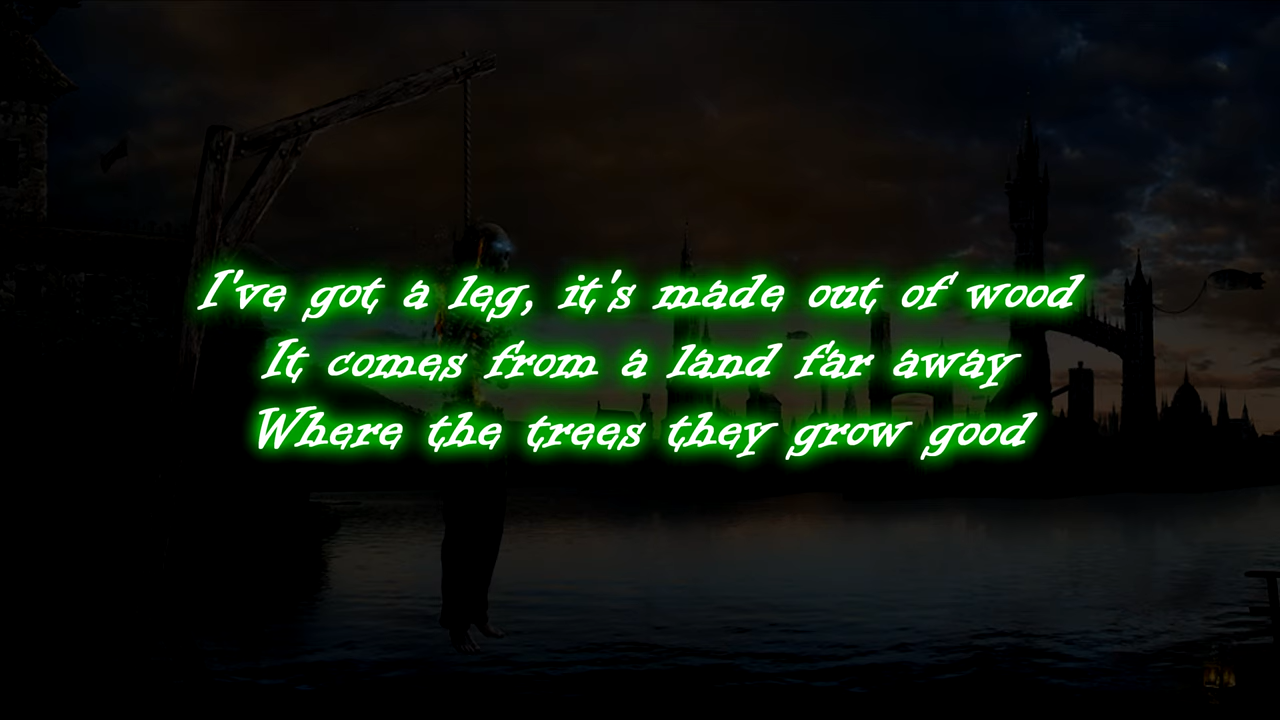 I've got a leg, it's made out of wood
It comes from a land far away
Where the trees they grow good